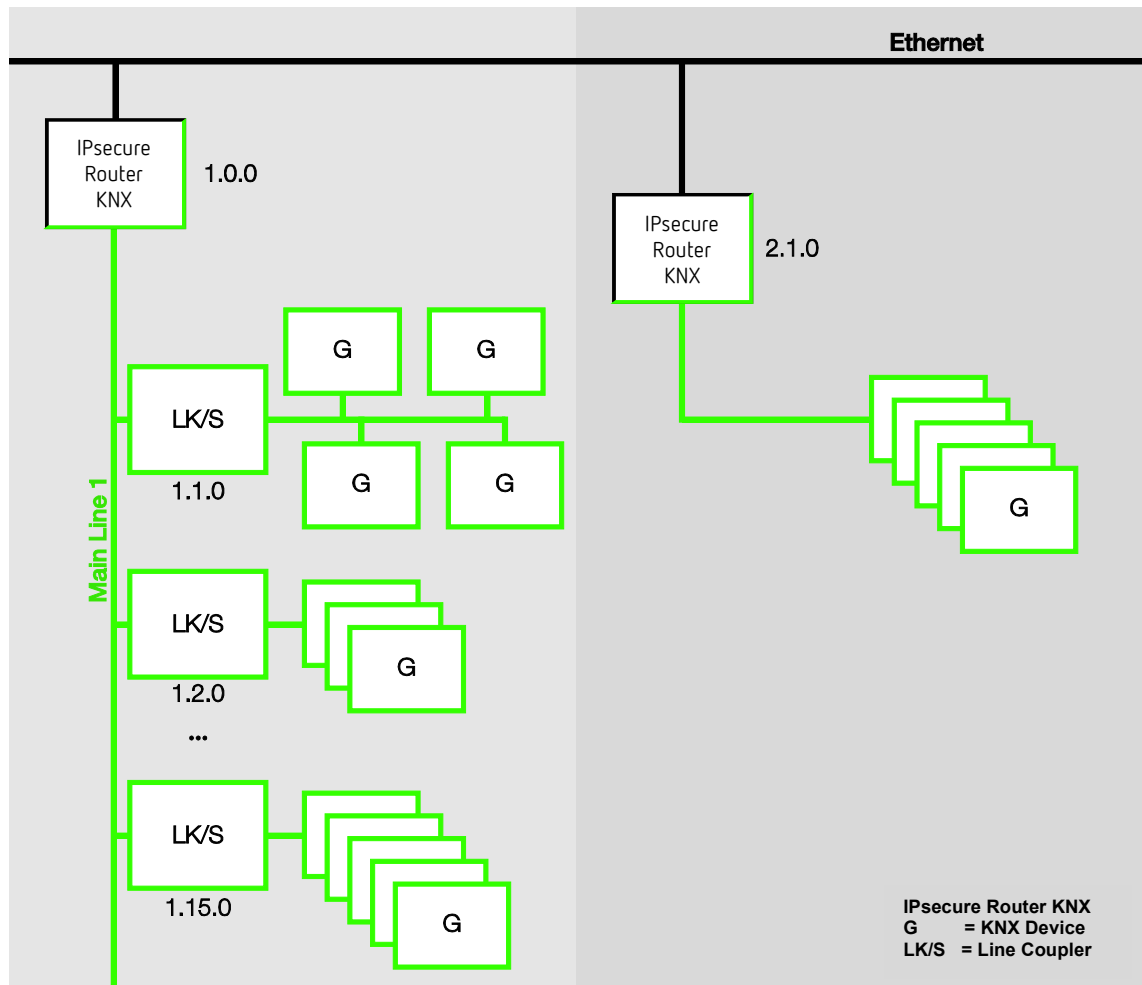 Ethernet
IPsecure
Router
KNX
1.0.0
IPsecure
Router
KNX
2.1.0
G
G
LK/S
G
G
1.1.0
Main Line 1
LK/S
G
1.2.0
...
LK/S
G
1.15.0
G
IPsecure Router KNX
G = KNX Device
LK/S = Line Coupler